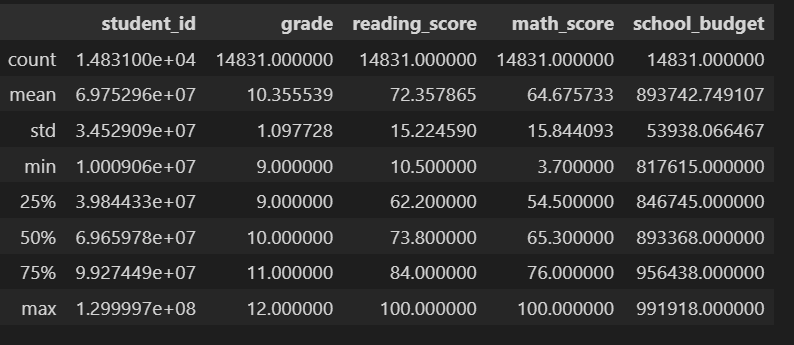 student_id grade reading_score math_score school_budget
count 1.483100e+04 14831.000000 14831.000000 14831.000000 14831.000000
mean 6.975296e+07 10.355539 72.357865 64.675733 893742.749107
std 3.452909e+07 1.097728 15.224590 15.844093 53938.066467
min 1.000906e+07 9.000000 10.500000 3.700000 817615.000000
25% 3.984433e+07 9.000000 62.200000 54.500000 846745.000000
50% 6.965978e+07 10.000000 73.800000 65.300000 893368.000000
75% 9.927449e+07 11.000000 84.000000 76.000000 956438.000000
max 1.299997e+08 12.000000 100.000000 100.000000 991918.000000